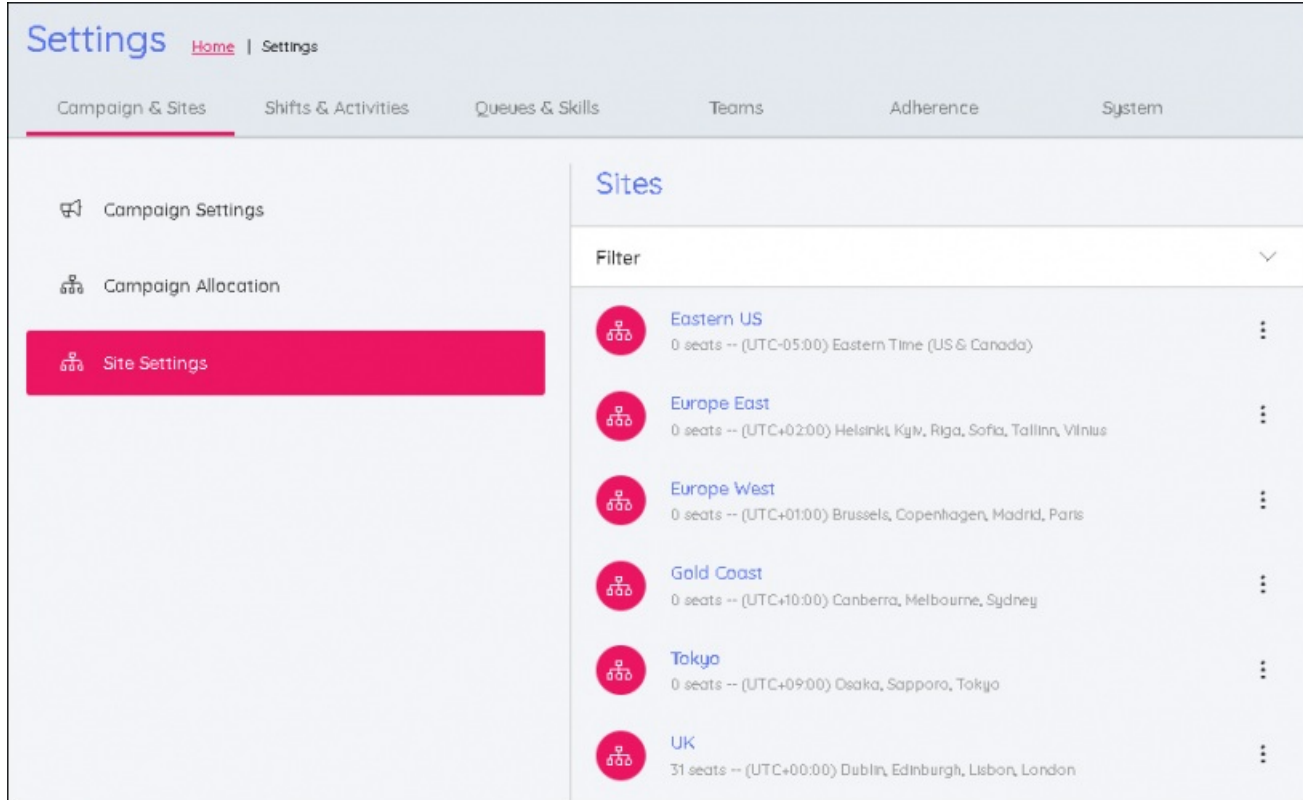 Settings Home | Settings
Campaign & Sites Shifts & Activities Queues & Skills Teams Adherence System
Campaign Settings
Campaign Allocation
Site Settings
Sites
Filter
Eastern US
0 seats -- (UTC-05:00) Eastern Time (US & Canada)
Europe East
0 seats -- (UTC+02:00) Helsinki, Kyiv, Riga, Sofia, Tallinn, Vilnius
Europe West
0 seats -- (UTC+01:00) Brussels, Copenhagen, Madrid, Paris
Gold Coast
0 seats -- (UTC+10:00) Canberra, Melbourne, Sydney
Tokyo
0 seats -- (UTC+09:00) Osaka, Sapporo, Tokyo
UK
31 seats -- (UTC+00:00) Dublin, Edinburgh, Lisbon, London